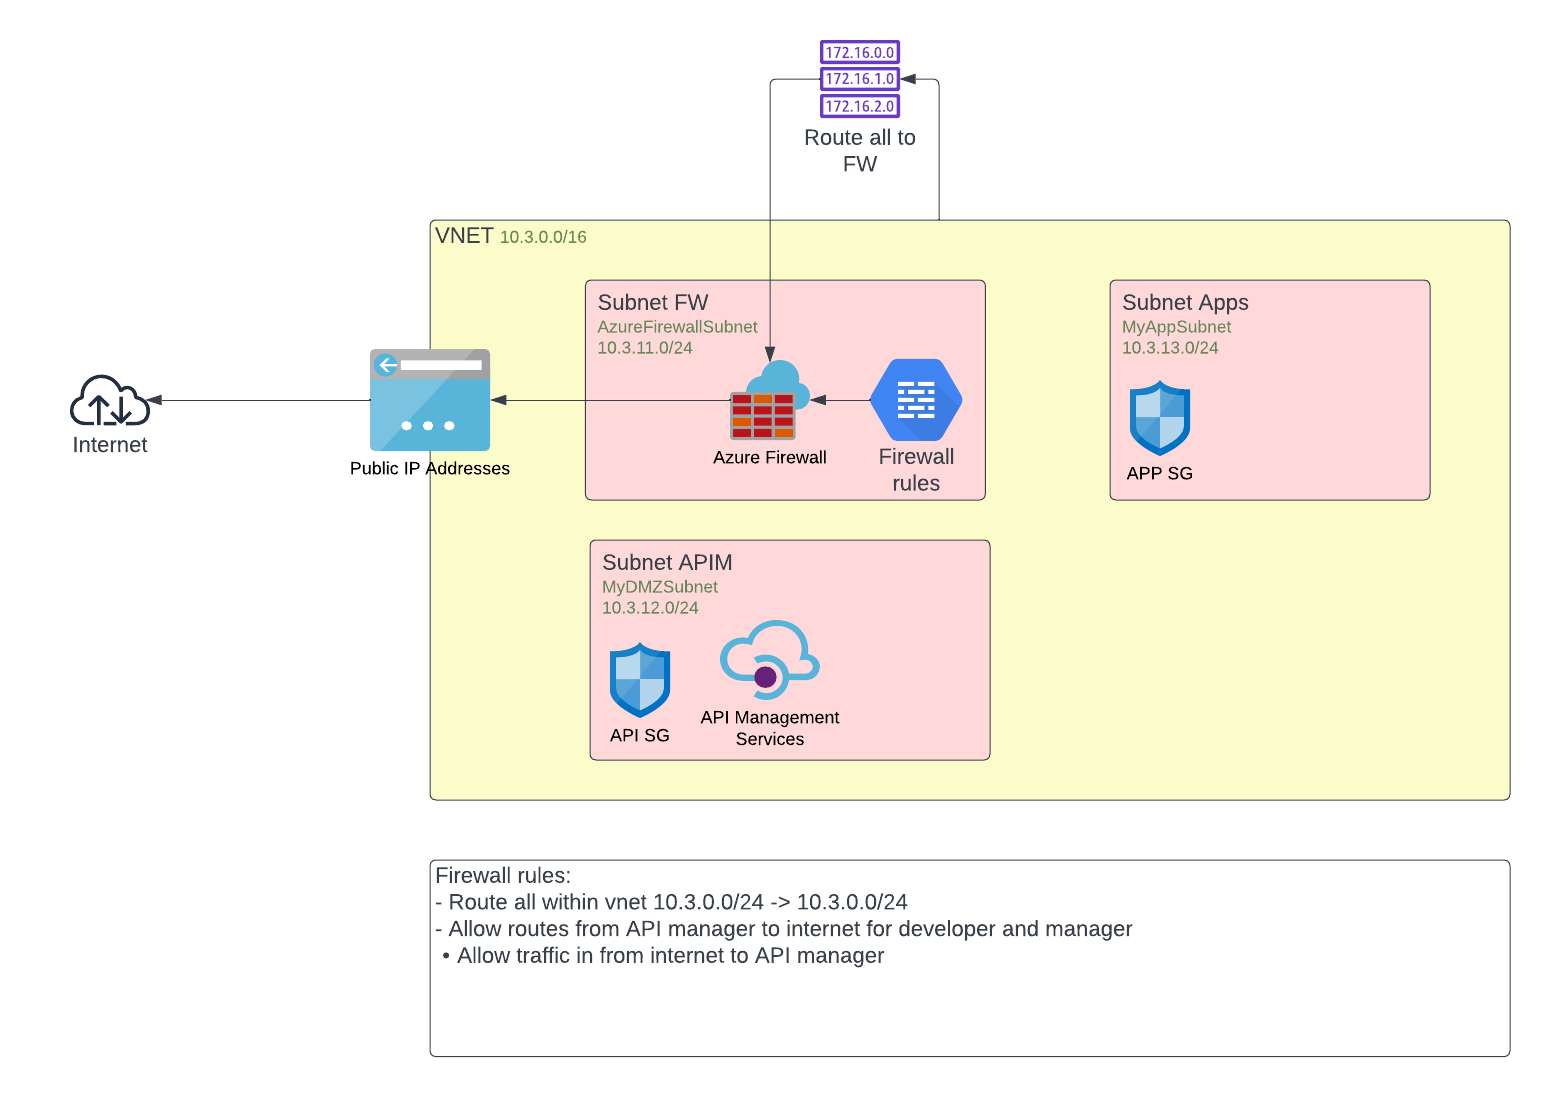 172.16.0.0
172.16.1.0
172.16.2.0
Route all to
FW
VNET 10.3.0.0/16
Subnet FW
AzureFirewallSubnet
10.3.11.0/24
Azure Firewall
Firewall
rules
Subnet Apps
MyAppSubnet
10.3.13.0/24
APP SG
Internet
Public IP Addresses
Subnet APIM
MyDMZSubnet
10.3.12.0/24
API SG
API Management
Services
Firewall rules:
- Route all within vnet 10.3.0.0/24 -> 10.3.0.0/24
- Allow routes from API manager to internet for developer and manager
• Allow traffic in from internet to API manager